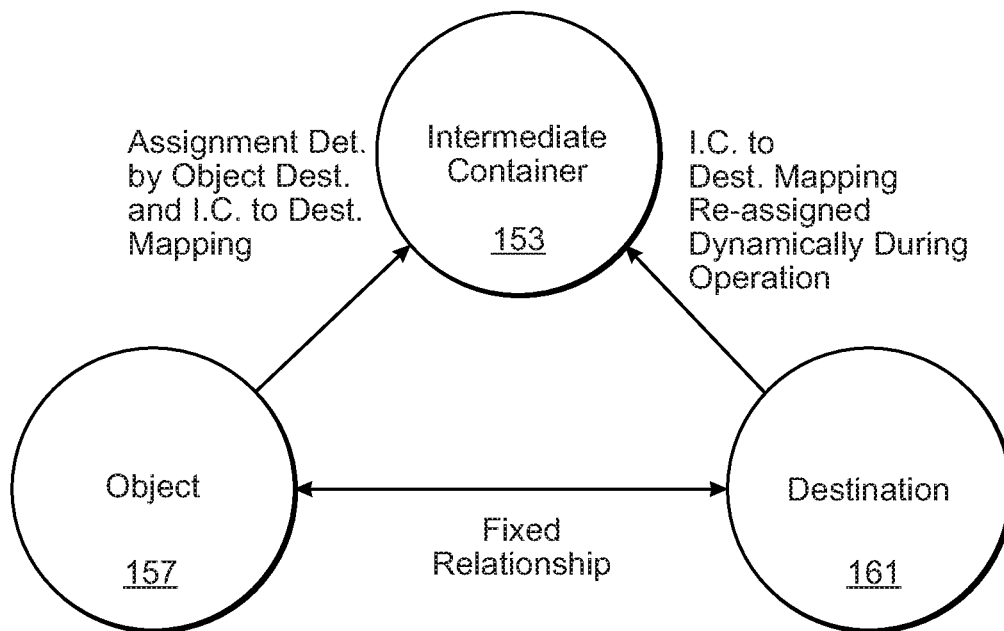 Assignment Det.
by Object Dest.
and I.C. to Dest.
Mapping
Intermediate
Container
153
I.C. to
Dest. Mapping
Re-assigned
Dynamically During
Operation
Object
157
Fixed
Relationship
Destination
161